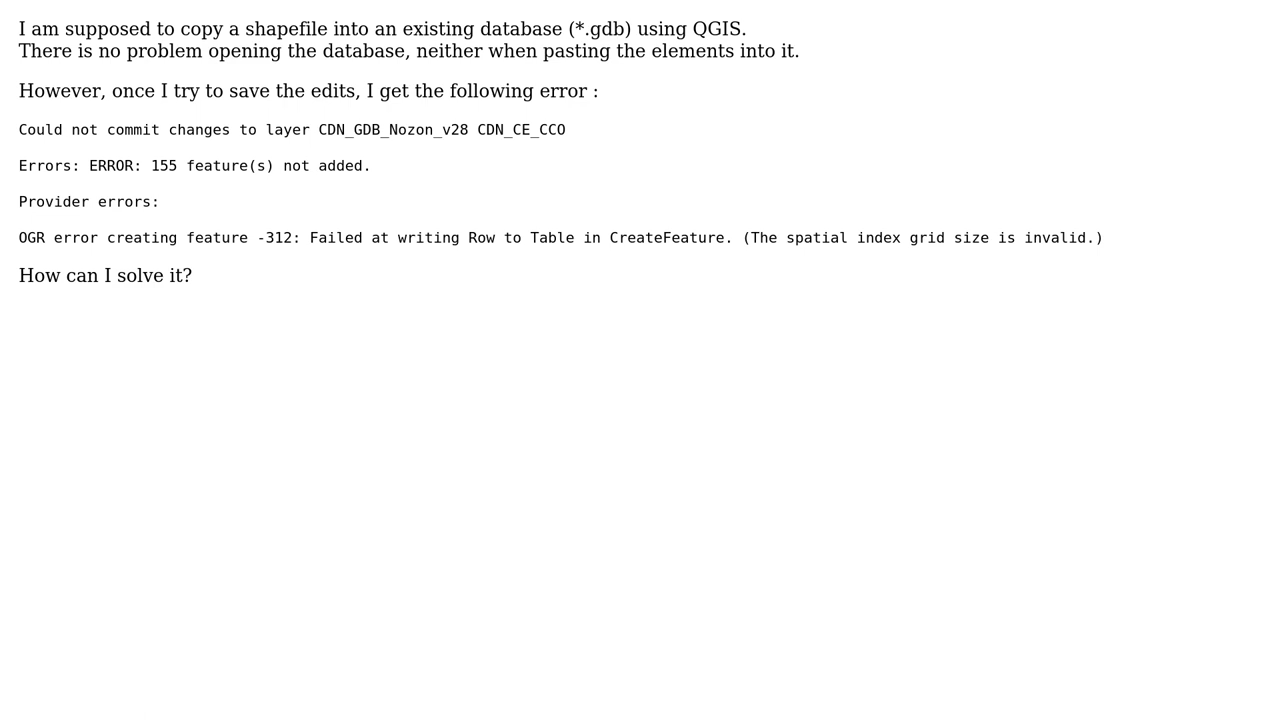 I am supposed to copy a shapefile into an existing database (*.gdb) using QGIS.
There is no problem opening the database, neither when pasting the elements into it.
However, once I try to save the edits, I get the following error :
Could not commit changes to layer CDN_GDB_Nozon_v28 CDN_CE_CCO
Errors: ERROR: 155 feature(s) not added.
Provider errors:
OGR error creating feature -312: Failed at writing Row to Table in CreateFeature. (The spatial index grid size is invalid.)
How can I solve it?